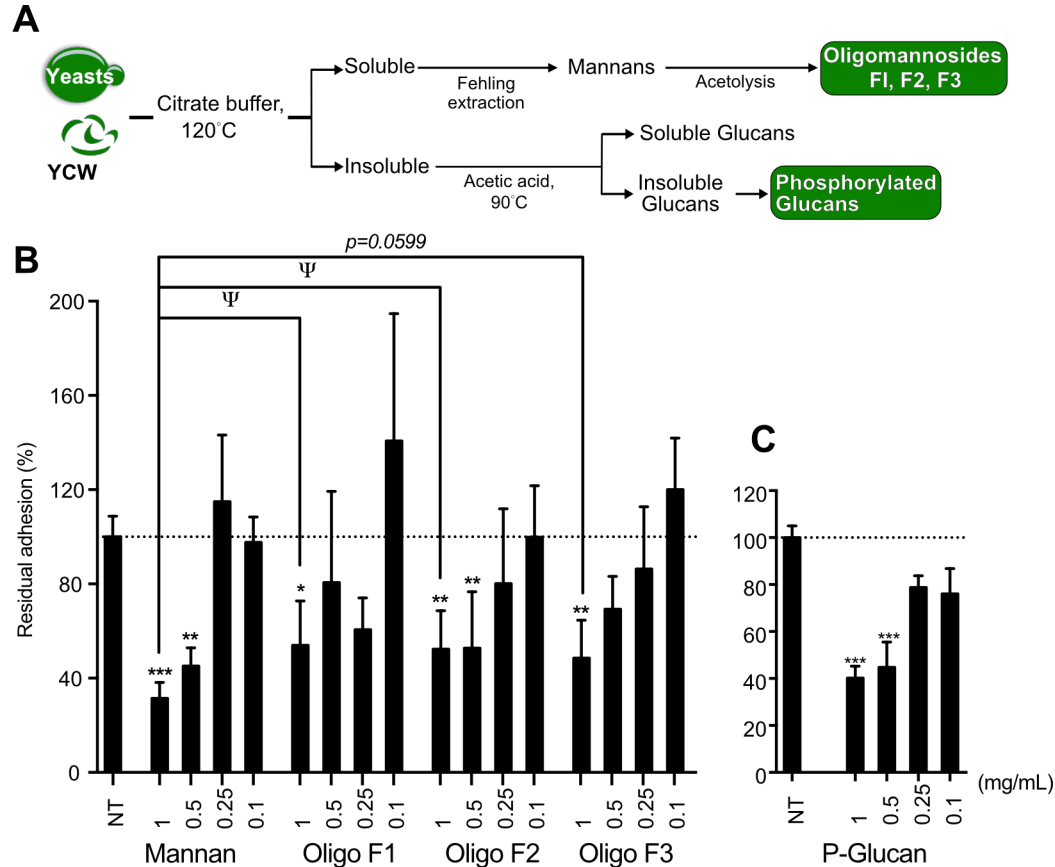 A
Yeasts
YCW
Citrate buffer,
120°C
Soluble
Fehling
extraction
Mannans
Acetolysis
Oligomannosides
FI, F2, F3
Insoluble
Acetic acid,
90°C
Soluble Glucans
Insoluble
Glucans
Phosphorylated
Glucans
B
p=0.0599
Ψ
Ψ
Residual adhesion (%)
200
160
120
80
40
0
***
**
*
**
**
**
NT
1
0.5
0.25
0.1
1
0.5
0.25
0.1
1
0.5
0.25
0.1
1
0.5
0.25
0.1
Mannan
Oligo F1
Oligo F2
Oligo F3
C
120
100
80
60
40
20
0
***
***
NT
1
0.5
0.25
0.1
(mg/mL)
P-Glucan